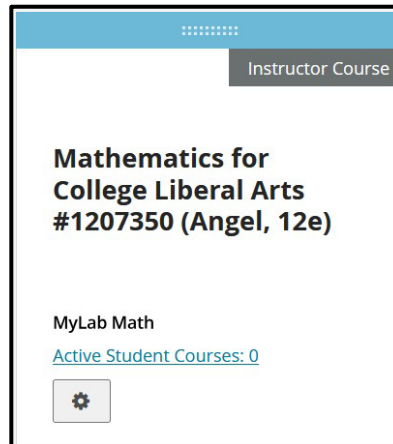 Instructor Course
Mathematics for
College Liberal Arts
#1207350 (Angel, 12e)
MyLab Math
Active Student Courses: 0